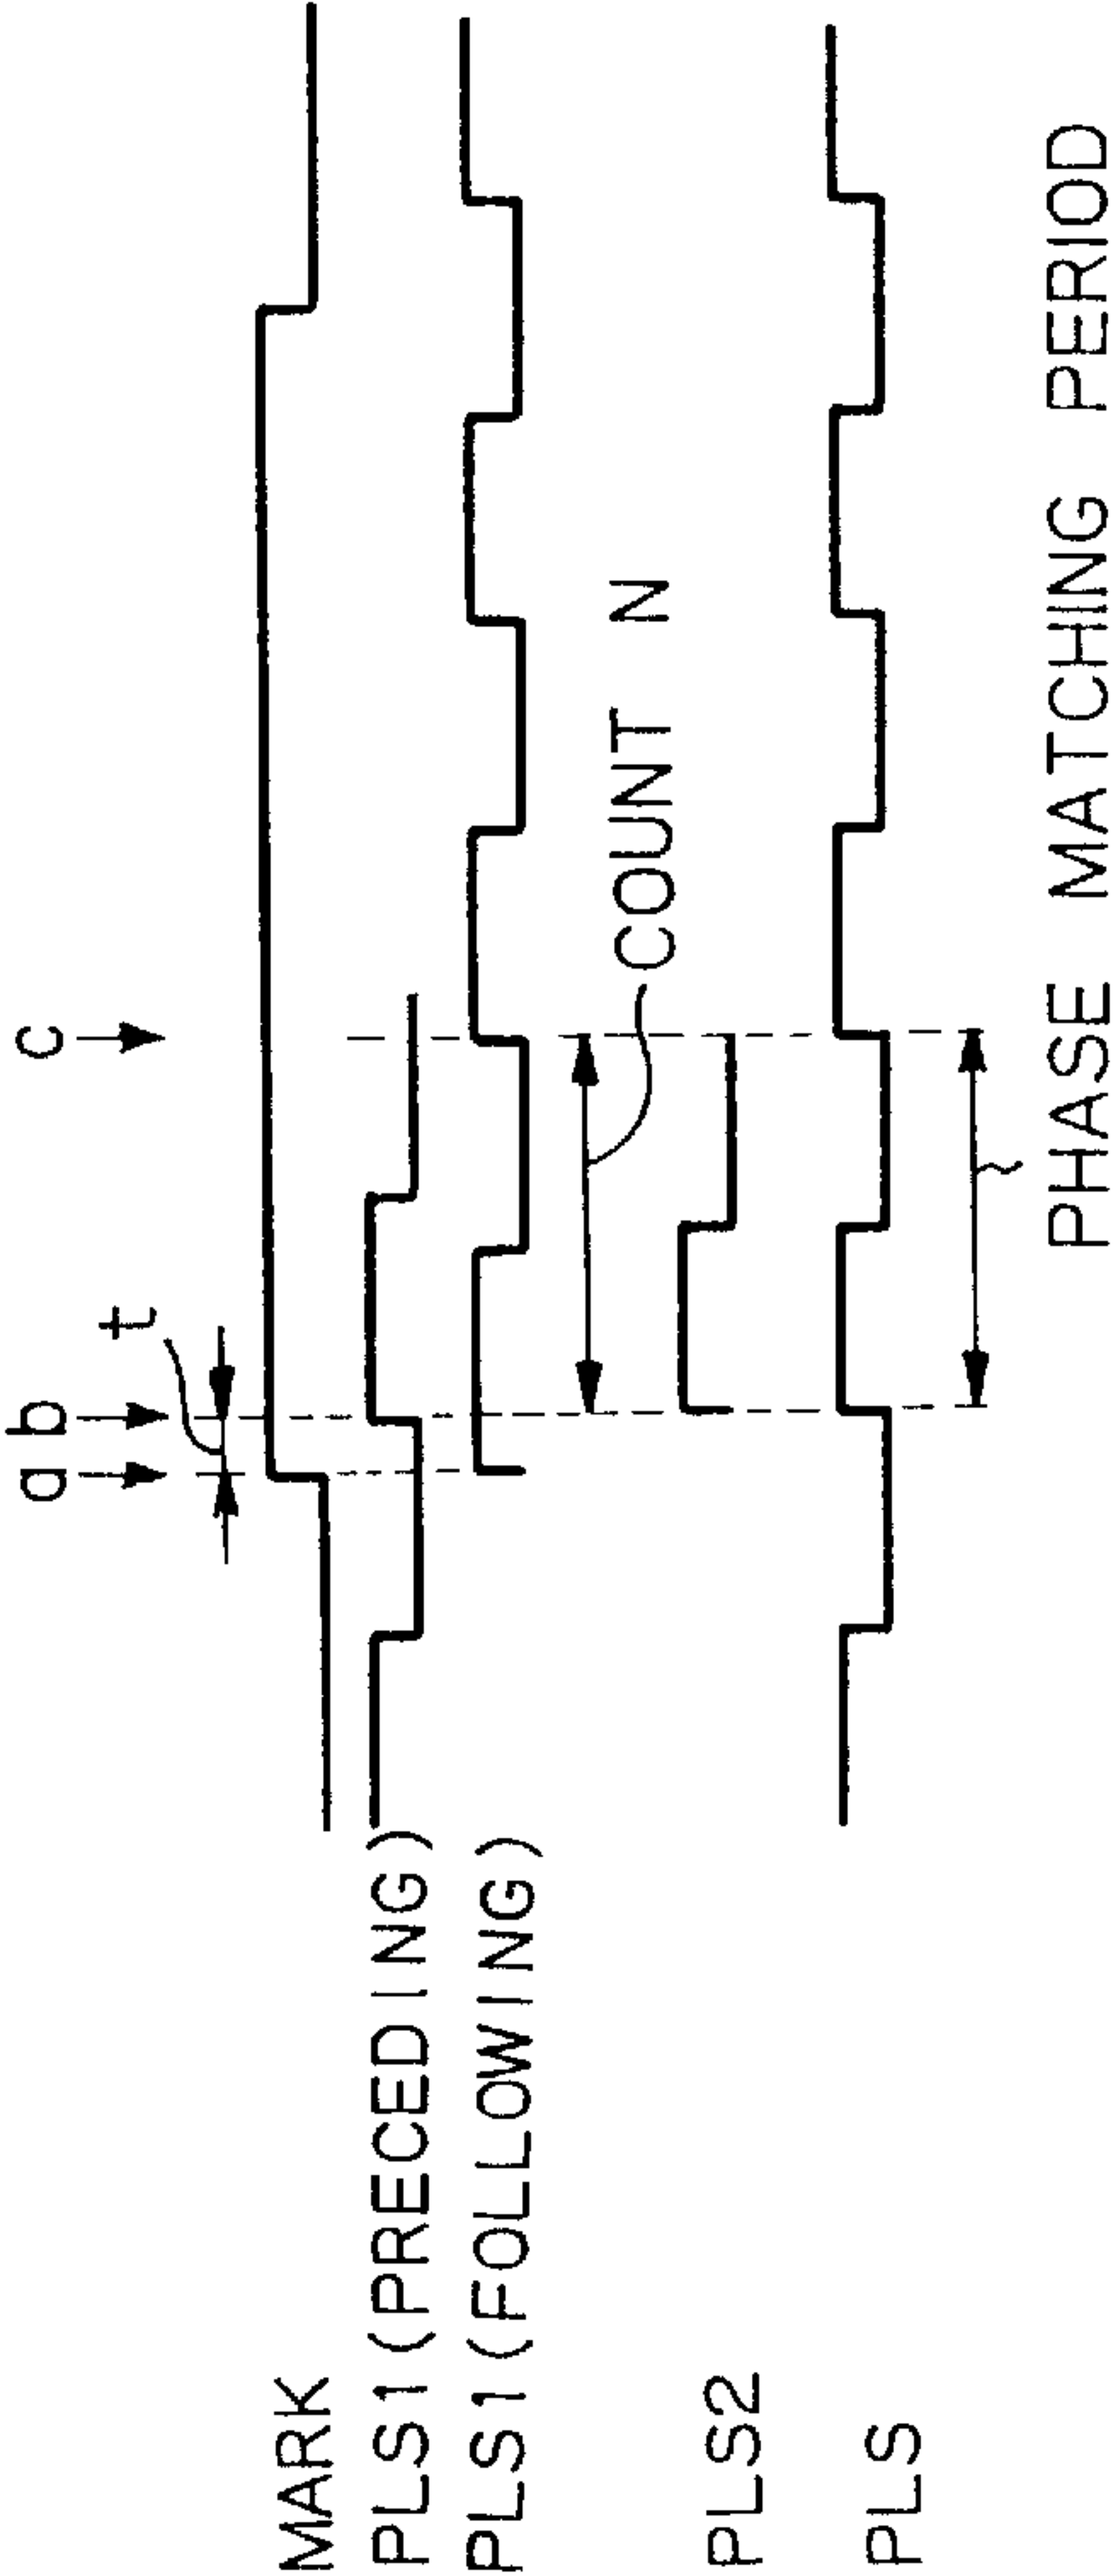 a b c
t
MARK
PLS1(PRECEDING)
PLS1(FOLLOWING)
COUNT N
PLS2
PLS
PHASE MATCHING PERIOD